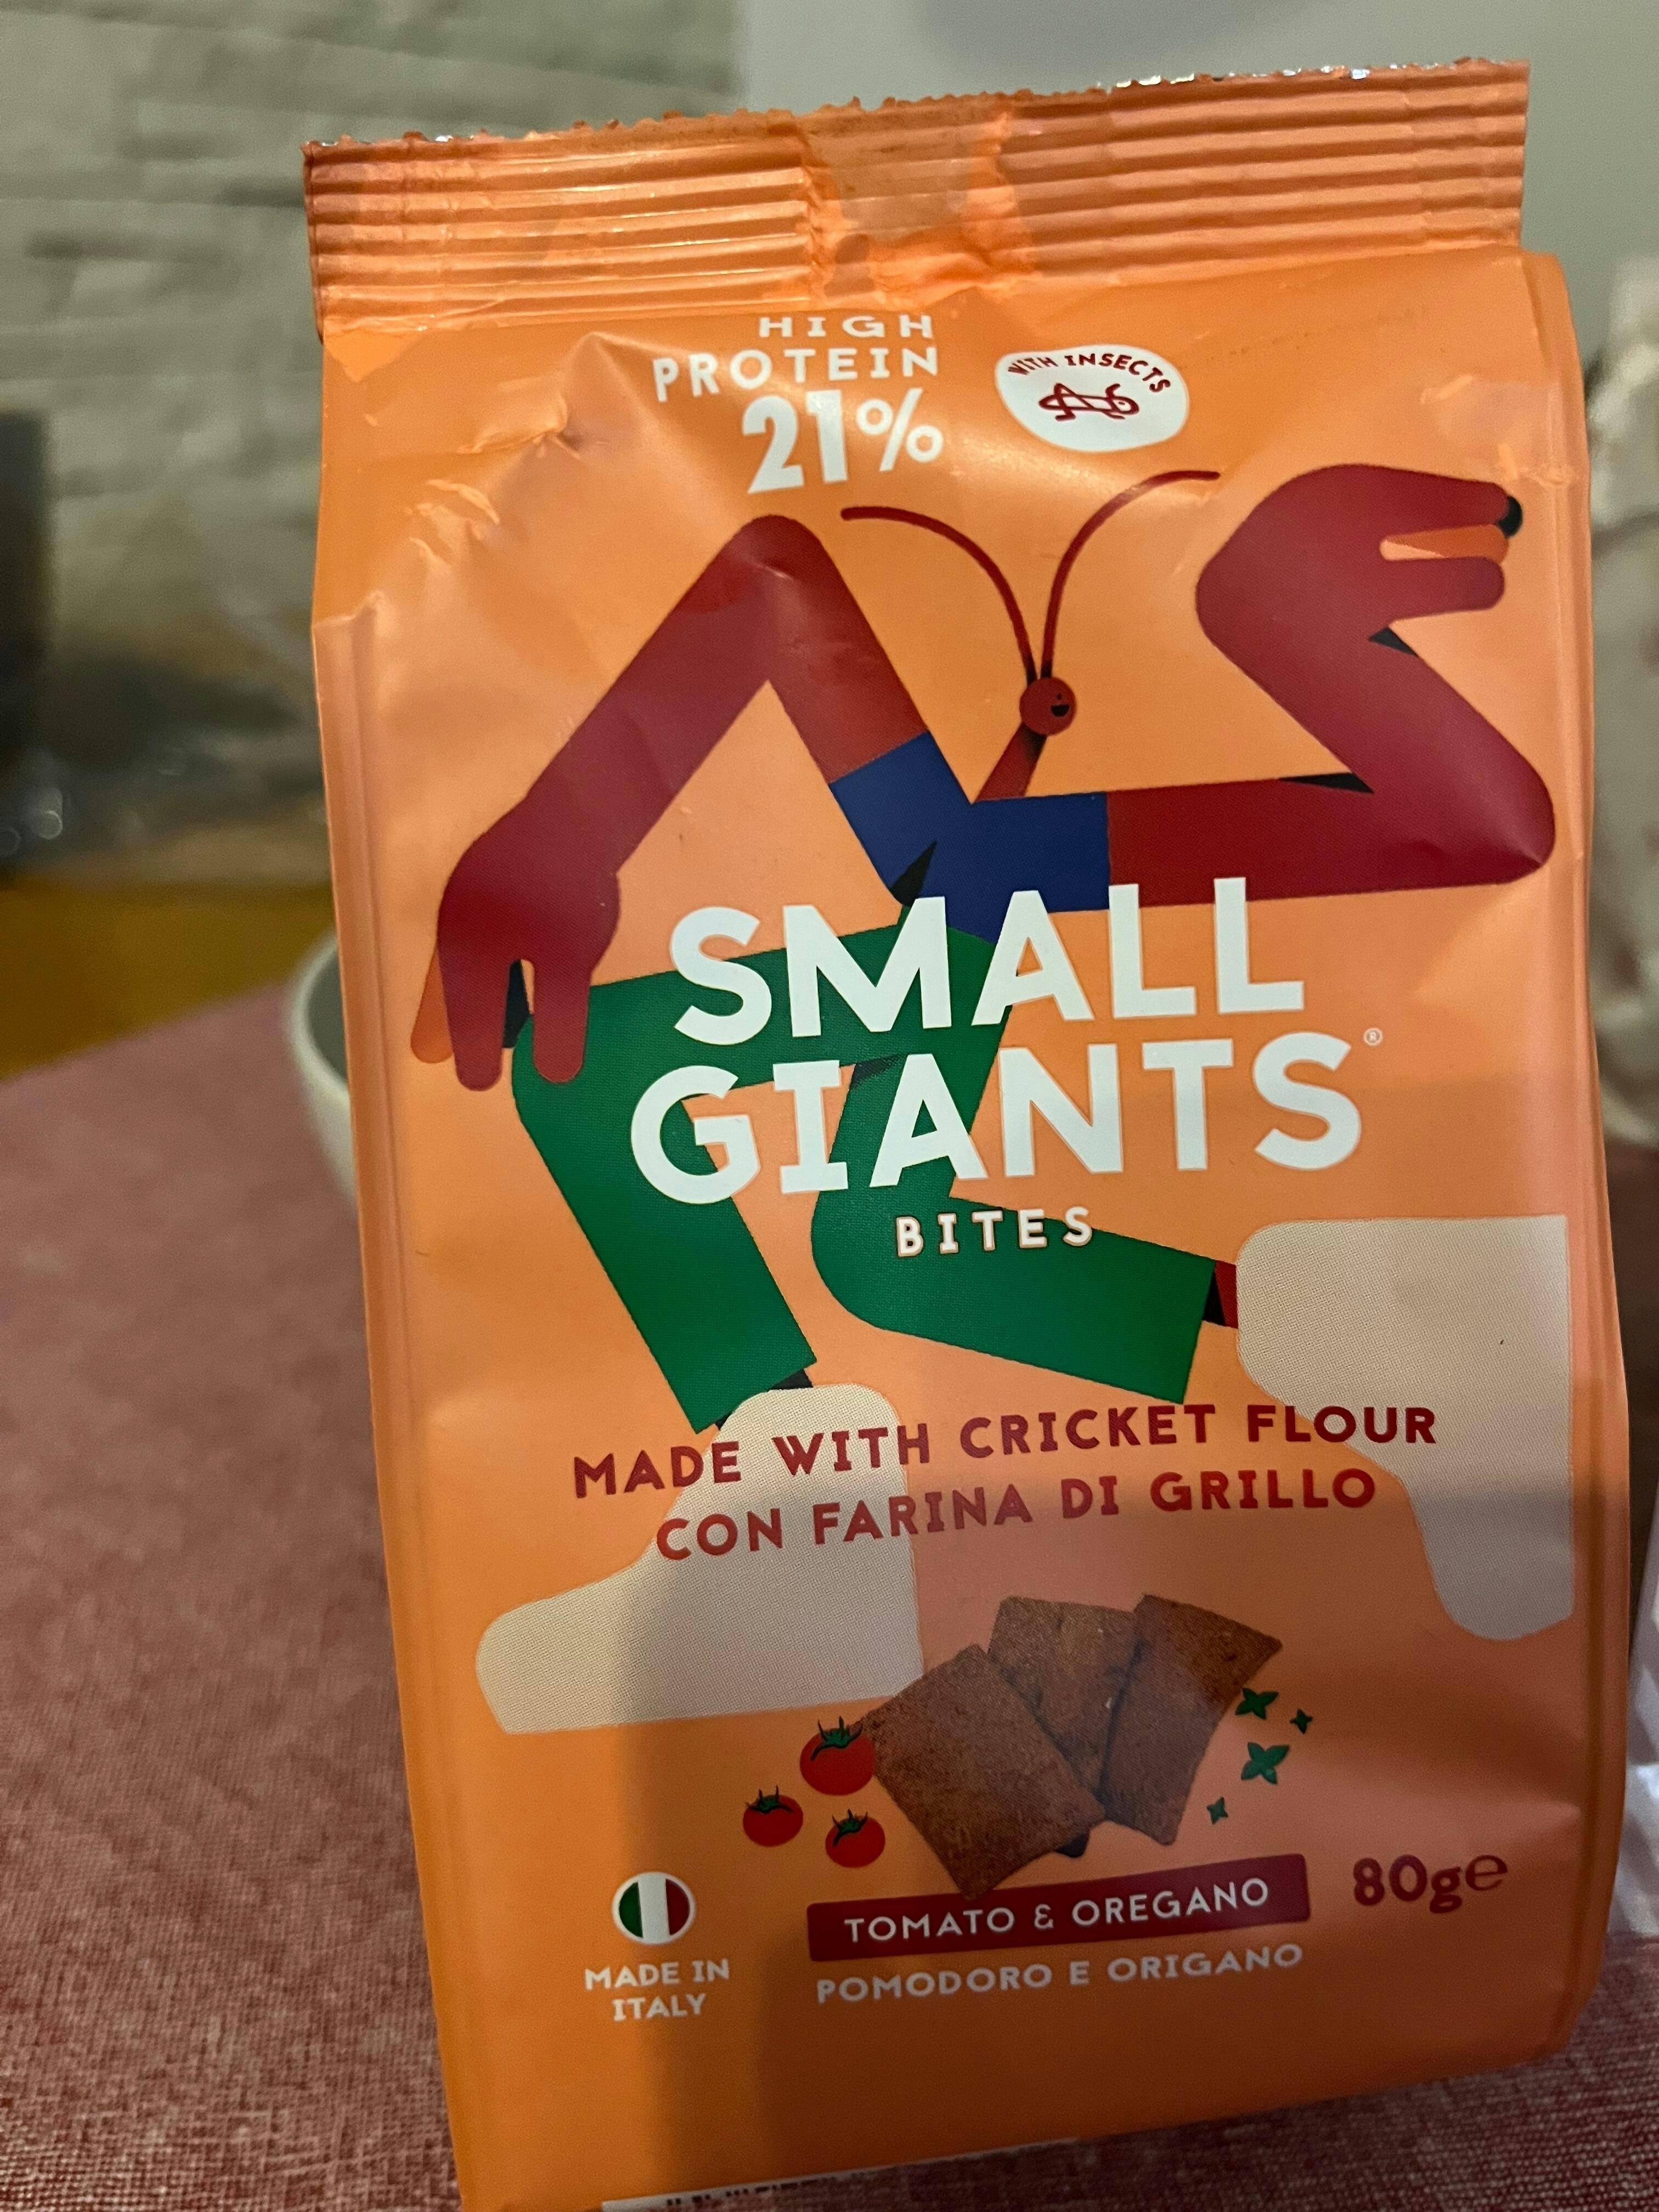 HIGH
PROTEIN
21%
WITH INSECTS
SMALL
GIANTS®
BITES
MADE WITH CRICKET FLOUR
CON FARINA DI GRILLO
TOMATO & OREGANO
80g℮
POMODORO E ORIGANO
MADE IN
ITALY